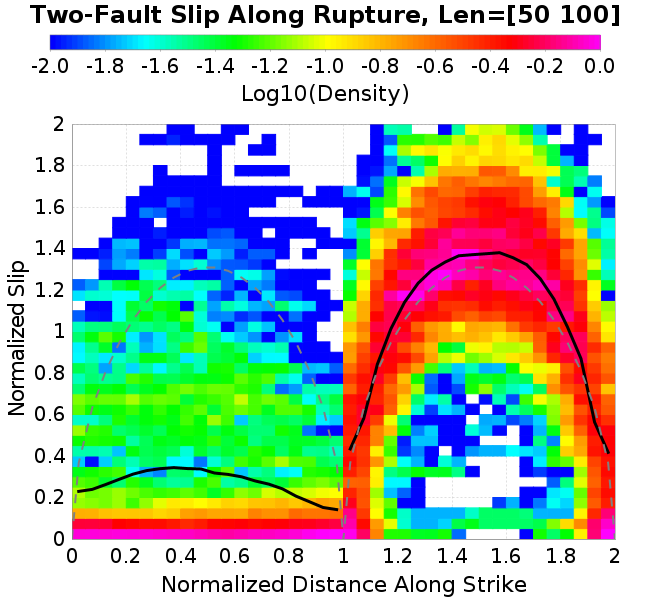 Two-Fault Slip Along Rupture, Len=[50 100]
-2.0 -1.8 -1.6 -1.4 -1.2 -1.0 -0.8 -0.6 -0.4 -0.2 0.0
Log10(Density)
2
1.8
1.6
1.4
1.2
1
0.8
0.6
0.4
0.2
0
Normalized Slip
0 0.2 0.4 0.6 0.8 1 1.2 1.4 1.6 1.8 2
Normalized Distance Along Strike